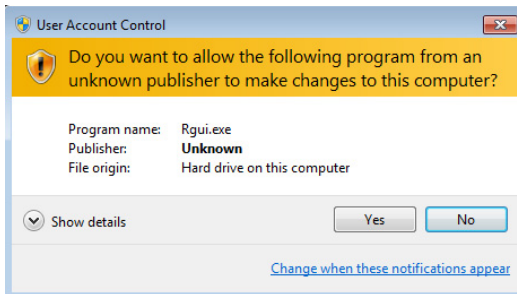 User Account Control
Do you want to allow the following program from an
unknown publisher to make changes to this computer?
Program name: Rgui.exe
Publisher: Unknown
File origin: Hard drive on this computer
Show details Yes No
Change when these notifications appear